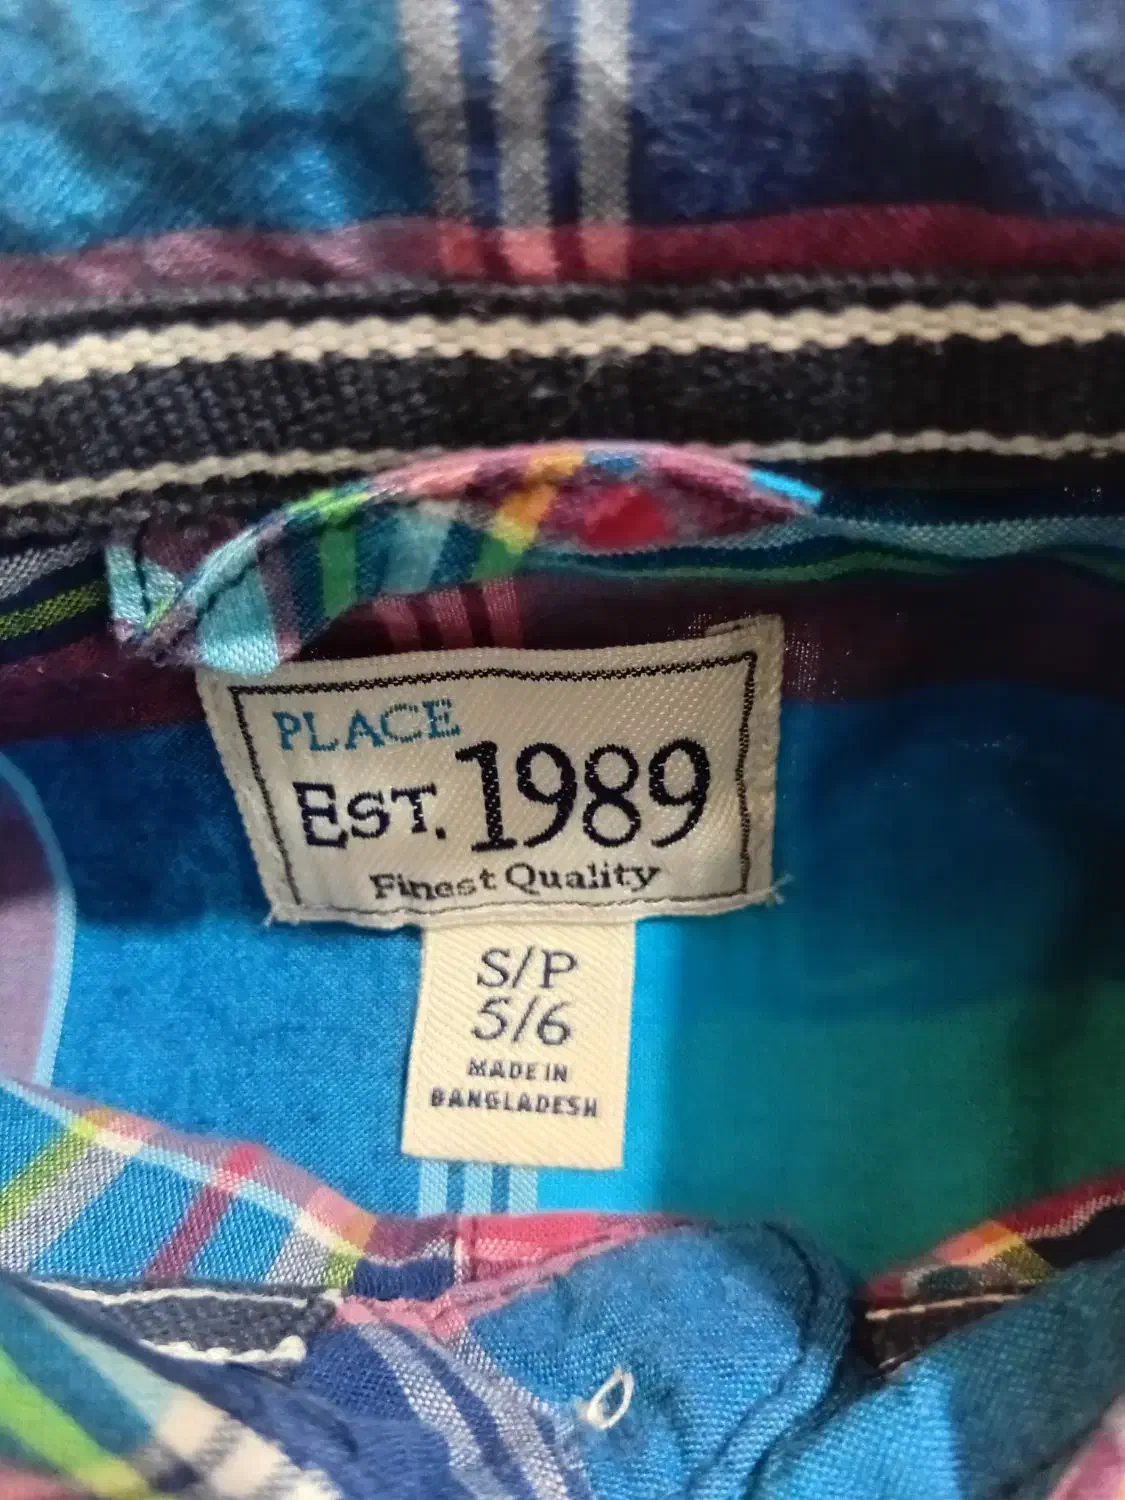 PLACE
EST. 1989
Finest Quality
S/P
5/6
MADE IN
BANGLADESH